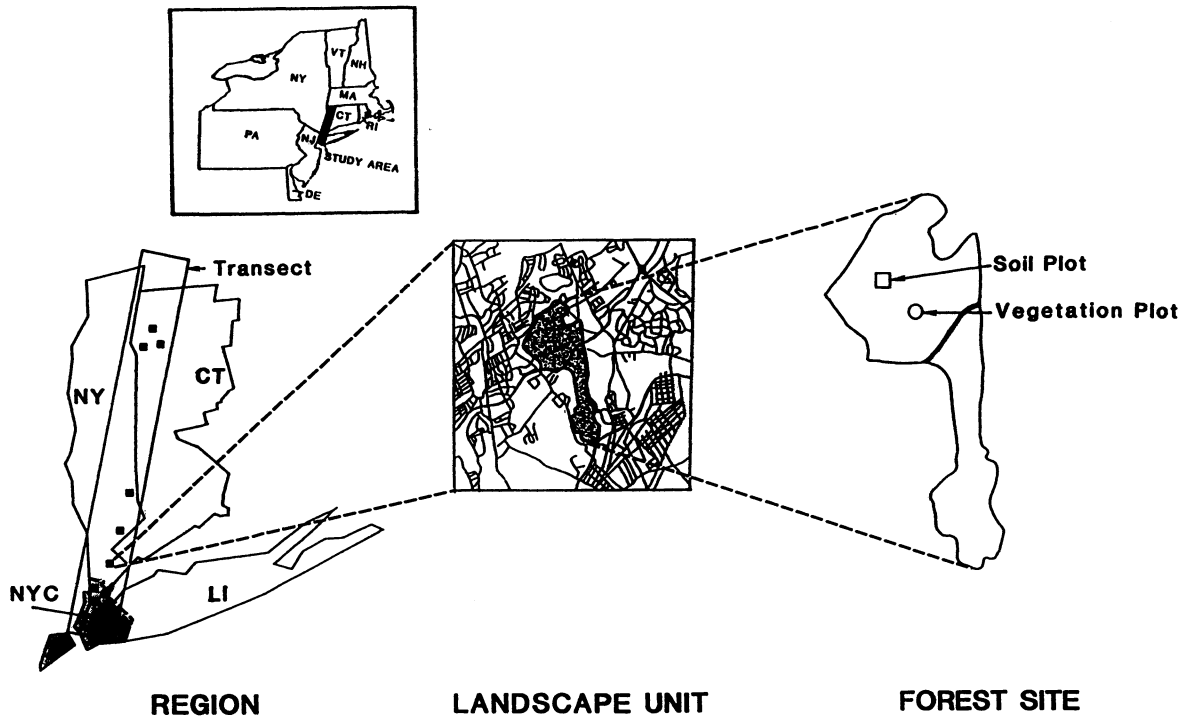 VT
NH
NY
MA
CT
RI
PA
NJ
STUDY AREA
DE
Transect
NY
CT
NYC
LI
Soil Plot
Vegetation Plot
REGION
LANDSCAPE UNIT
FOREST SITE